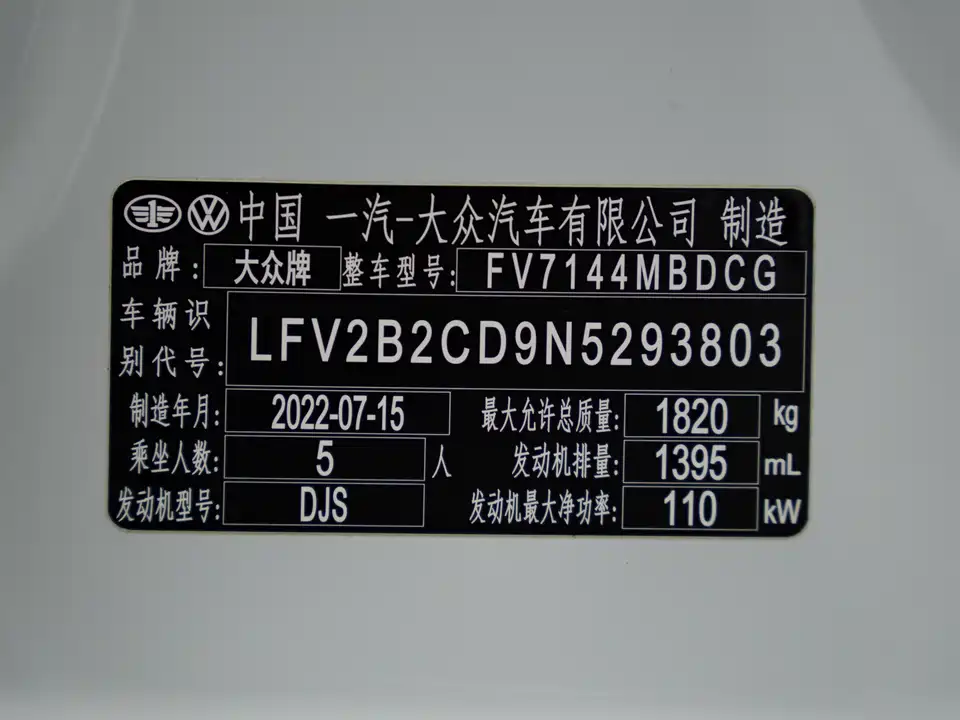 中国 一汽-大众汽车有限公司 制造
品牌: 大众牌 整车型号: FV7144MBDCG
车辆识
别代号: LFV2B2CD9N5293803
制造年月: 2022-07-15 最大允许总质量: 1820 kg
乘坐人数: 5 人 发动机排量: 1395 mL
发动机型号: DJS 发动机最大净功率: 110 kW